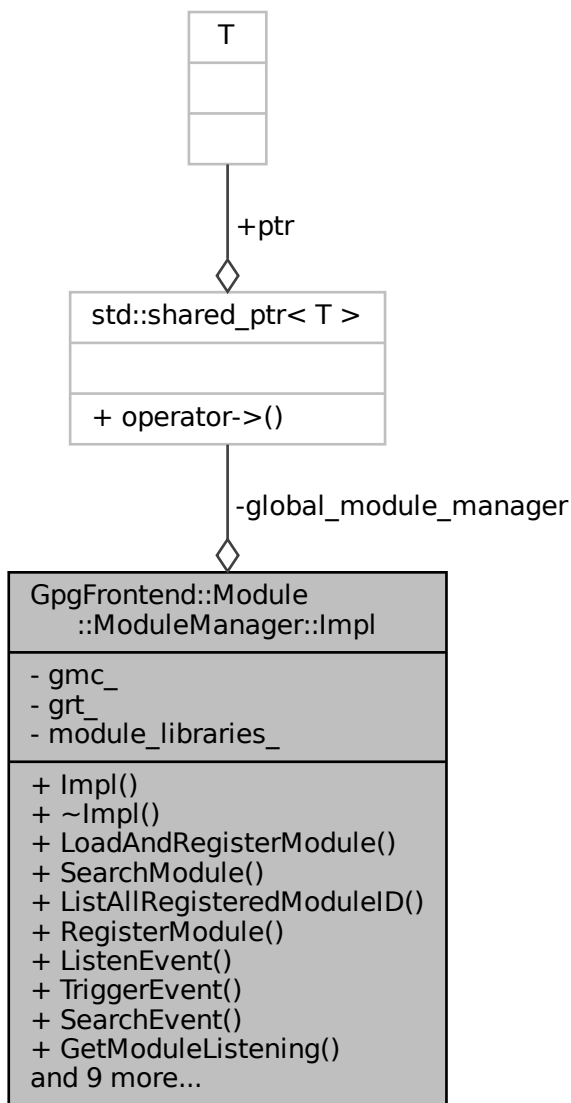 T
+ptr
std::shared_ptr< T >
+ operator->()
-global_module_manager
GpgFrontend::Module
::ModuleManager::Impl
- gmc_
- grt_
- module_libraries_
+ Impl()
+ ~Impl()
+ LoadAndRegisterModule()
+ SearchModule()
+ ListAllRegisteredModuleID()
+ RegisterModule()
+ ListenEvent()
+ TriggerEvent()
+ SearchEvent()
+ GetModuleListening()
and 9 more...